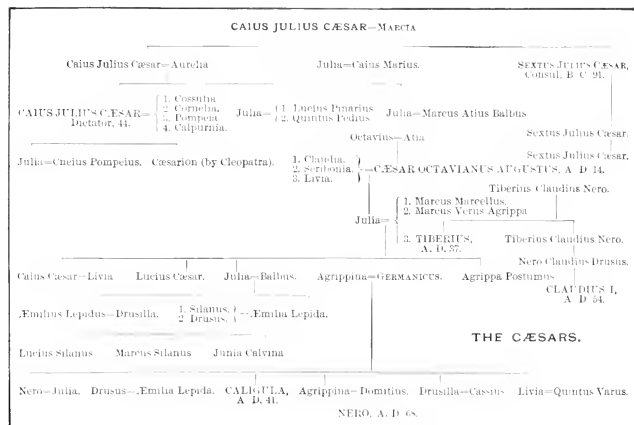 CAIUS JULIUS CÆSAR=MARCIA
Caius Julius Cæsar=Aurelia Julia=Caius Marius. SEXTUS JULIUS CÆSAR,
Consul, B C 91.
CAIUS JULIUS CÆSAR=
Dictator, 44.
1. Cossutia
2 Cornelia.
3. Pompeia
4. Calpurnia.
Julia=
1 Lucius Pinarius
2. Quintus Pedius
Julia=Marcus Atius Balbus
Sextus Julius Cæsar.
Octavius=Atia
Julia=Cneius Pompeius. Cæsarion (by Cleopatra).
1. Claudia.
2. Scribonia.
3. Livia.
=CÆSAR OCTAVIANUS AUGUSTUS, A D 14.
Sextus Julius Cæsar.
Tiberius Claudius Nero.
Julia=
1. Marcus Marcellus.
2. Marcus Verus Agrippa
3. TIBERIUS,
A. D. 37.
Tiberius Claudius Nero.
Nero Claudius Drusus.
Caius Cæsar=Livia Lucius Cæsar. Julia=Balbus. Agrippina=GERMANICUS. Agrippa Postumus
CLAUDIUS I,
A D 54.
Æmilius Lepidus=Drusilla.
1. Silanus,
2 Drusus,
=Æmilia Lepida.
THE CÆSARS.
Lucius Silanus Marcus Silanus Junia Calvina
Nero=Julia. Drusus=Æmilia Lepida. CALIGULA, Agrippina=Domitius. Drusilla=Cassius Livia=Quintus Varus.
A D. 41.
NERO, A. D 68.